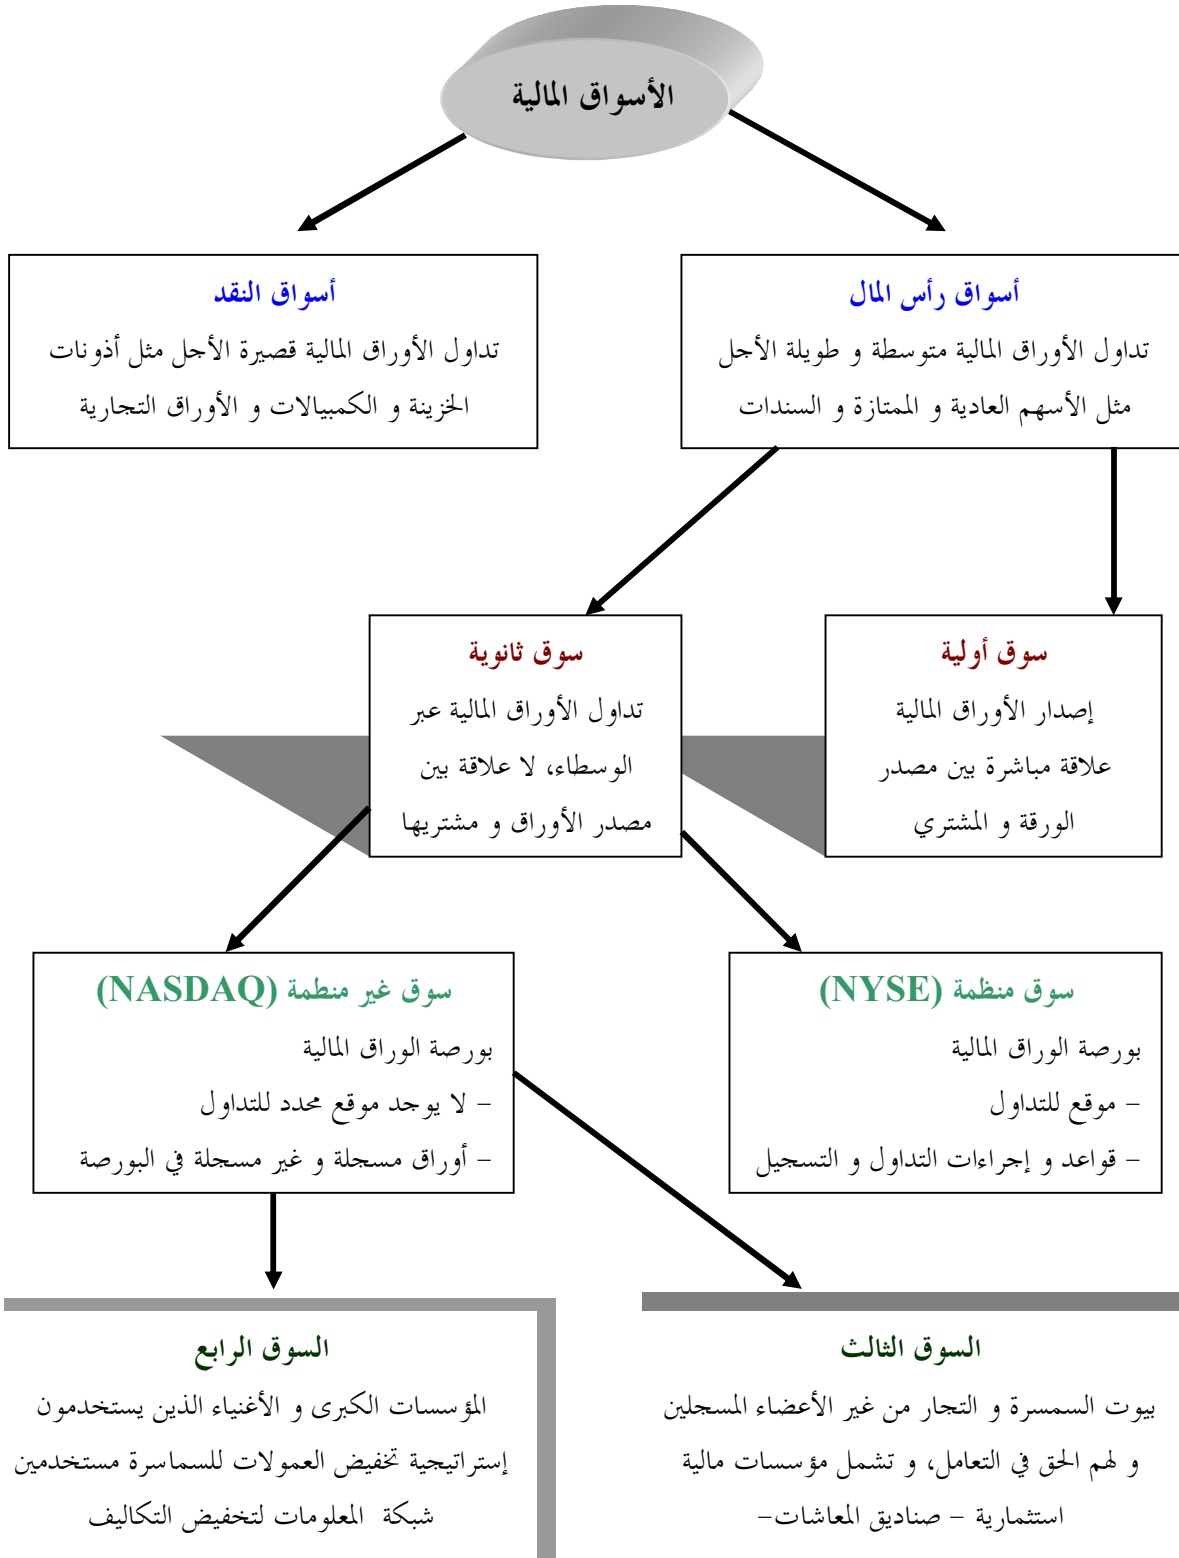 الأسواق المالية
أسواق رأس المال
تداول الأوراق المالية متوسطة و طويلة الأجل
مثل الأسهم العادية و الممتازة و السندات
أسواق النقد
تداول الأوراق المالية قصيرة الأجل مثل أذونات
الخزينة و الكمبيالات و الأوراق التجارية
سوق أولية
إصدار الأوراق المالية
علاقة مباشرة بين مصدر
الورقة و المشتري
سوق ثانوية
تداول الأوراق المالية عبر
الوسطاء، لا علاقة بين
مصدر الأوراق و مشتريها
سوق منظمة (NYSE)
بورصة الوراق المالية
– موقع للتداول
– قواعد و إجراءات التداول و التسجيل
سوق غير منطمة (NASDAQ)
بورصة الوراق المالية
– لا يوجد موقع محدد للتداول
– أوراق مسجلة و غير مسجلة في البورصة
السوق الثالث
بيوت السمسرة و التجار من غير الأعضاء المسجلين
و لهم الحق في التعامل، و تشمل مؤسسات مالية
استثمارية – صناديق المعاشات–
السوق الرابع
المؤسسات الكبرى و الأغنياء الذين يستخدمون
إستراتيجية تخفيض العمولات للسماسرة مستخدمين
شبكة المعلومات لتخفيض التكاليف